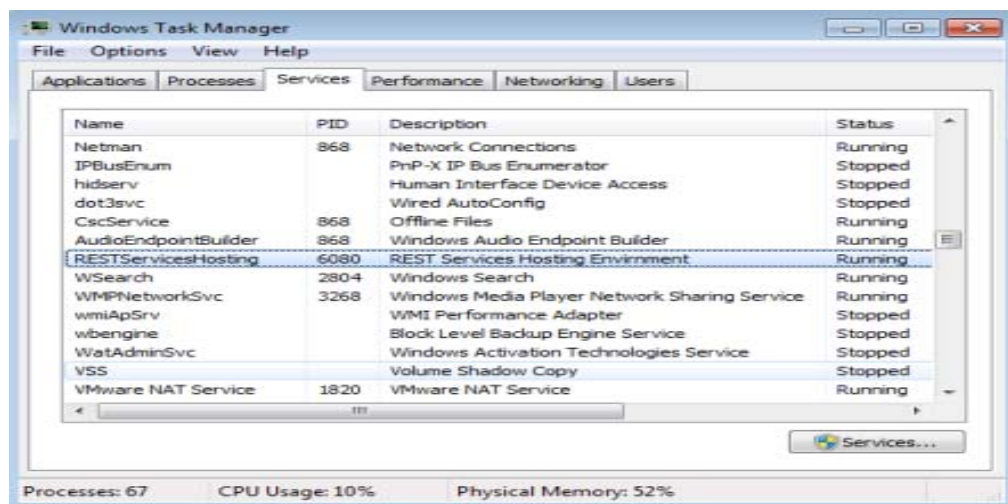 Windows Task Manager
File Options View Help
Applications Processes Services Performance Networking Users
Name PID Description Status
Netman 868 Network Connections Running
IPBusEnum PnP-X IP Bus Enumerator Stopped
hidserv Human Interface Device Access Stopped
dot3svc Wired AutoConfig Stopped
CscService 868 Offline Files Running
AudioEndpointBuilder 868 Windows Audio Endpoint Builder Running
RESTServicesHosting 6080 REST Services Hosting Envirnment Running
WSearch 2804 Windows Search Running
WMPNetworkSvc 3268 Windows Media Player Network Sharing Service Running
wmiApSrv WMI Performance Adapter Stopped
wbengine Block Level Backup Engine Service Stopped
WatAdminSvc Windows Activation Technologies Service Stopped
VSS Volume Shadow Copy Stopped
VMware NAT Service 1820 VMware NAT Service Running
Services...
Processes: 67 CPU Usage: 10% Physical Memory: 52%